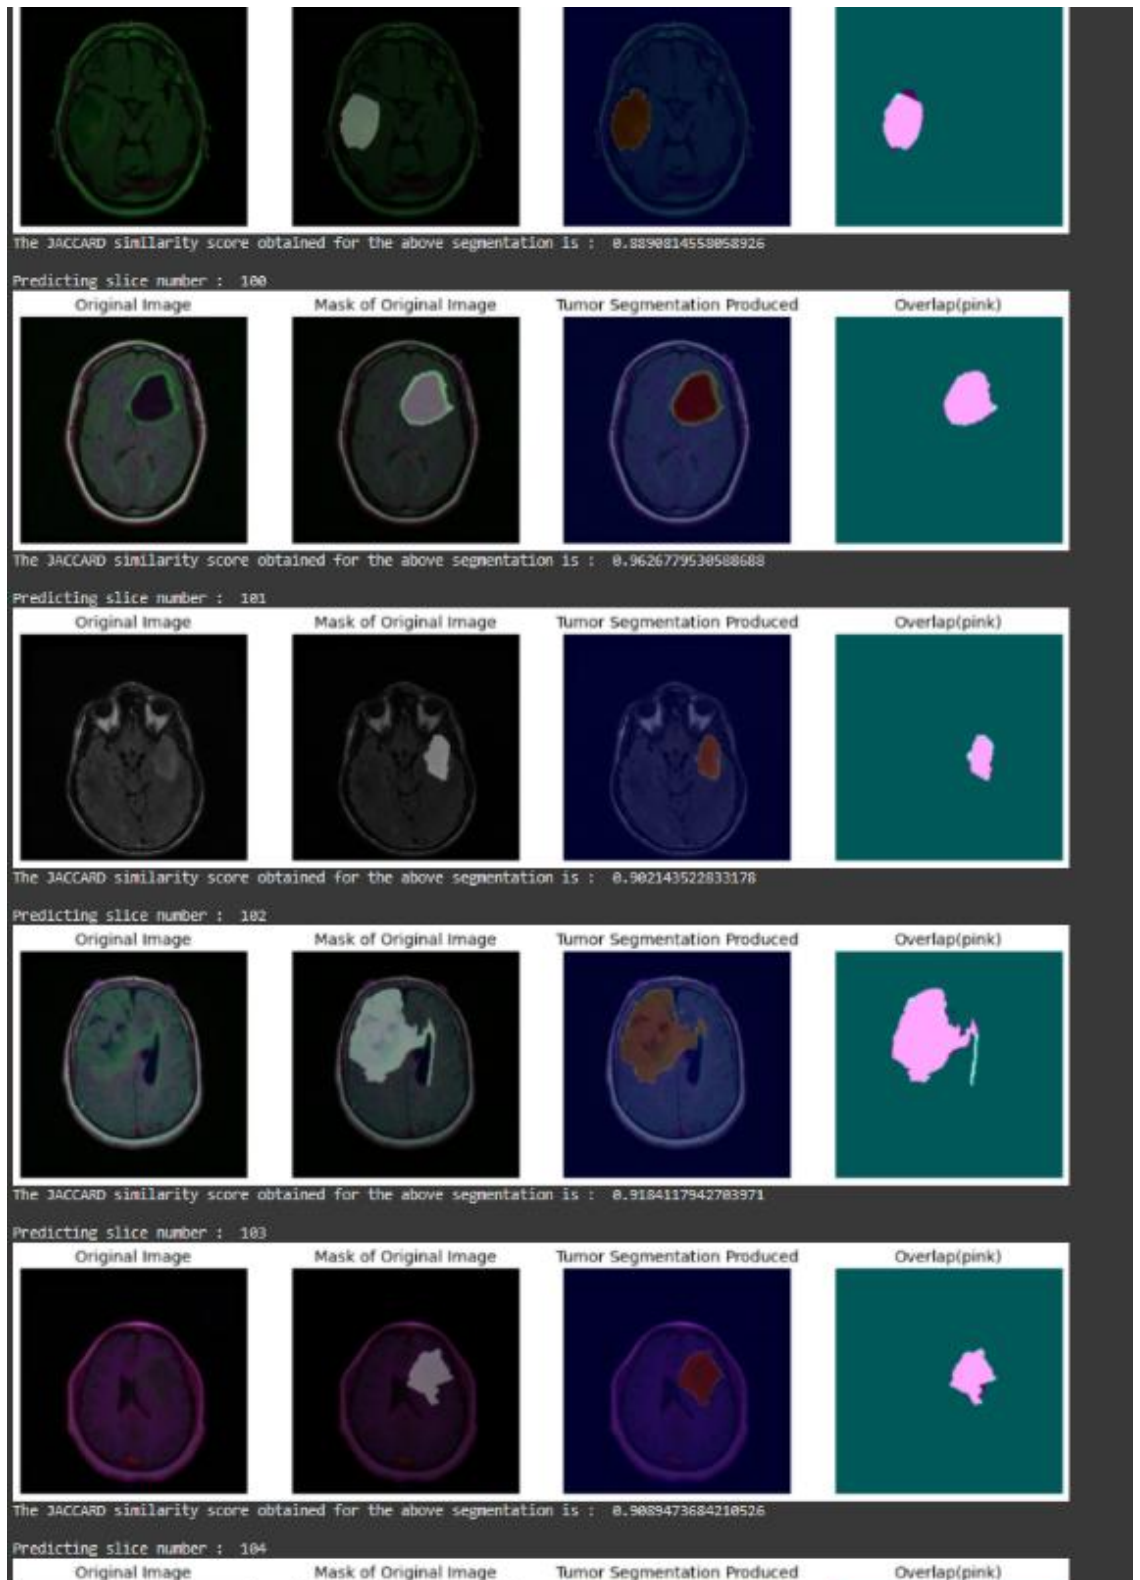 The JACCARD similarity score obtained for the above segmentation is :  0.8890814558058926
Predicting slice number :  100
Original Image Mask of Original Image Tumor Segmentation Produced Overlap(pink)
The JACCARD similarity score obtained for the above segmentation is :  0.9626779530588688
Predicting slice number :  101
Original Image Mask of Original Image Tumor Segmentation Produced Overlap(pink)
The JACCARD similarity score obtained for the above segmentation is :  0.902143522833178
Predicting slice number :  102
Original Image Mask of Original Image Tumor Segmentation Produced Overlap(pink)
The JACCARD similarity score obtained for the above segmentation is :  0.9184117942703971
Predicting slice number :  103
Original Image Mask of Original Image Tumor Segmentation Produced Overlap(pink)
The JACCARD similarity score obtained for the above segmentation is :  0.9089473684210526
Predicting slice number :  104
Original Image Mask of Original Image Tumor Segmentation Produced Overlap(pink)